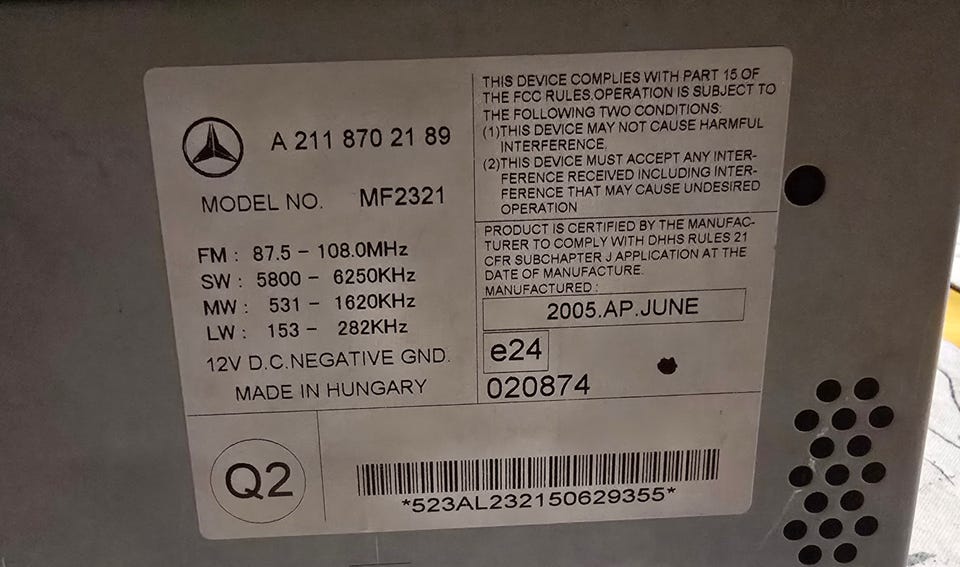 A 211 870 21 89
MODEL NO. MF2321
FM : 87.5 - 108.0MHz
SW : 5800 - 6250KHz
MW : 531 - 1620KHz
LW : 153 - 282KHz
12V D.C.NEGATIVE GND.
MADE IN HUNGARY
THIS DEVICE COMPLIES WITH PART 15 OF
THE FCC RULES.OPERATION IS SUBJECT TO
THE FOLLOWING TWO CONDITIONS:
(1)THIS DEVICE MAY NOT CAUSE HARMFUL
INTERFERENCE,
(2)THIS DEVICE MUST ACCEPT ANY INTER-
FERENCE RECEIVED INCLUDING INTER-
FERENCE THAT MAY CAUSE UNDESIRED
OPERATION
PRODUCT IS CERTIFIED BY THE MANUFAC-
TURER TO COMPLY WITH DHHS RULES 21
CFR SUBCHAPTER J APPLICATION AT THE
DATE OF MANUFACTURE.
MANUFACTURED :
2005.AP.JUNE
e24
020874
Q2
*523AL232150629355*